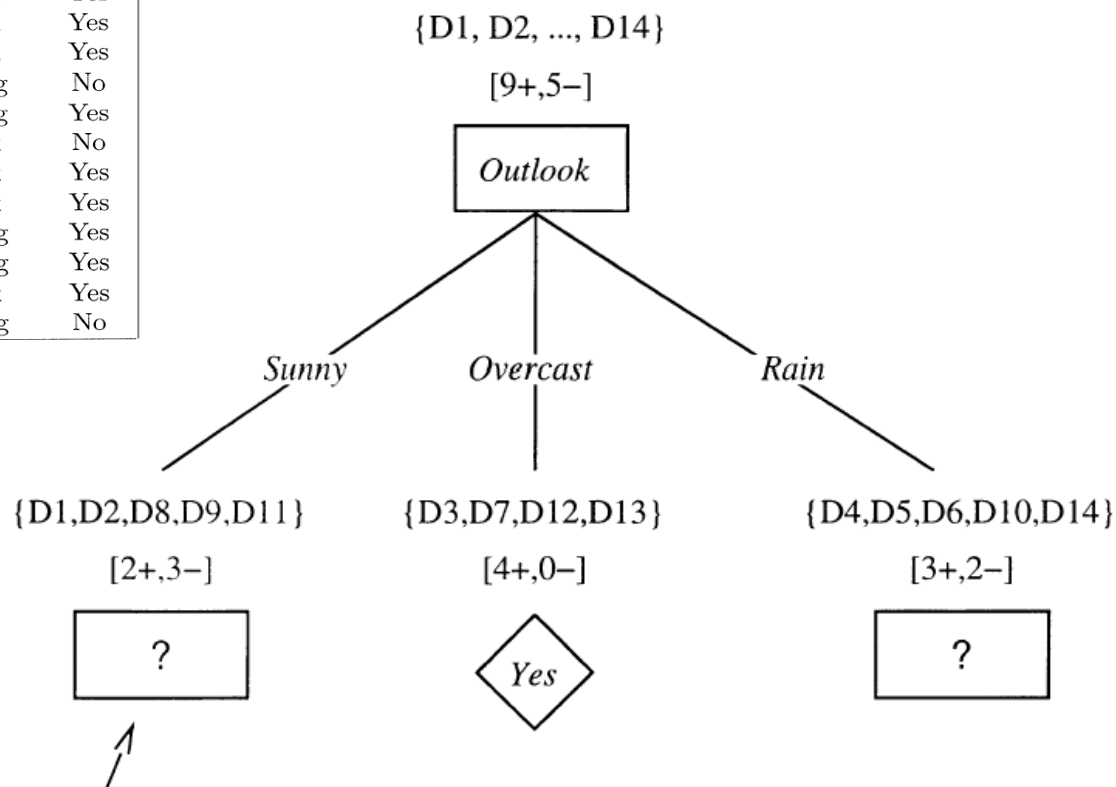 Yes
Yes
No
Yes
No
Yes
Yes
Yes
Yes
Yes
No
{D1, D2, ..., D14}
[9+,5−]
Outlook
Sunny Overcast Rain
{D1,D2,D8,D9,D11} {D3,D7,D12,D13} {D4,D5,D6,D10,D14}
[2+,3−] [4+,0−] [3+,2−]
? Yes ?